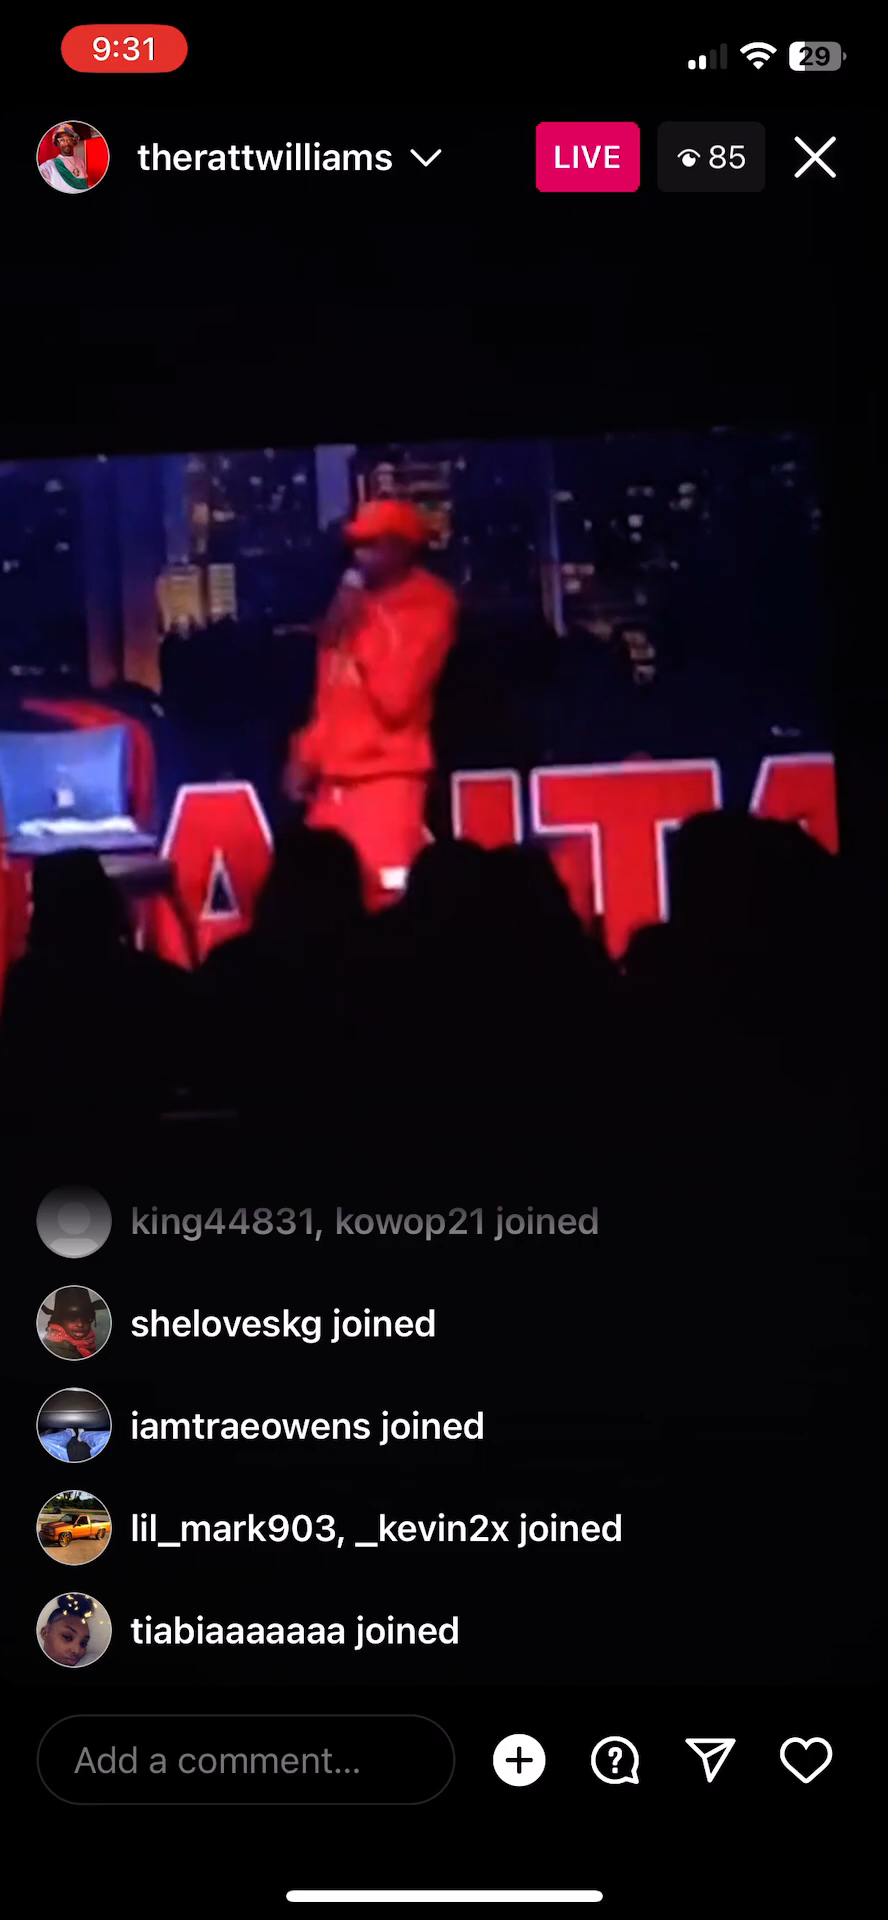 9:31
29
therattwilliams
LIVE
85
king44831, kowop21 joined
sheloveskg joined
iamtraeowens joined
lil_mark903, _kevin2x joined
tiabiaaaaaaa joined
Add a comment...